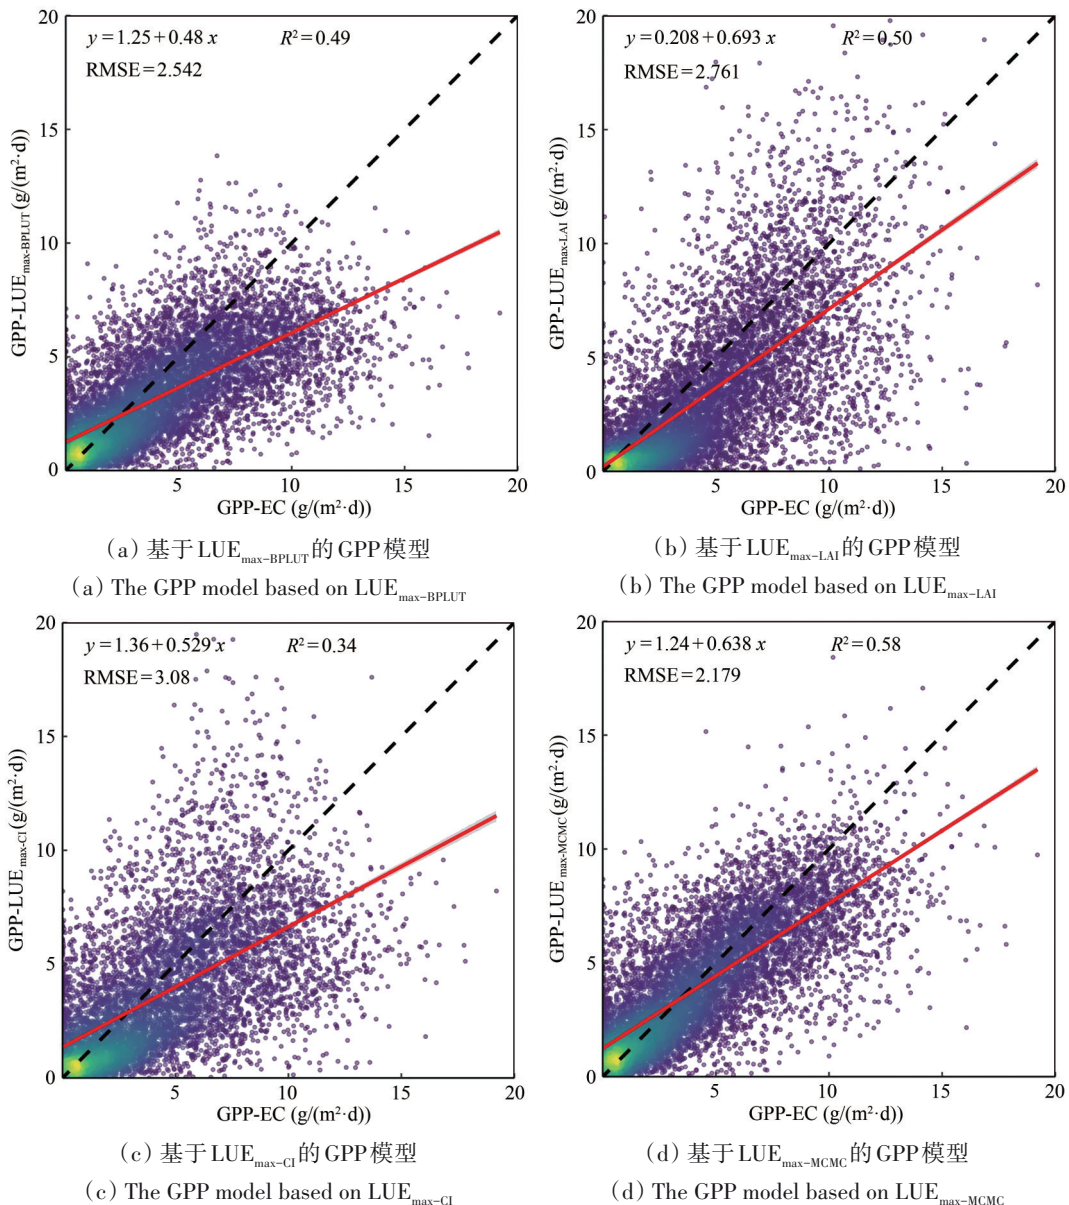 y=1.25+0.48 x R²=0.49
RMSE=2.542
20
15
10
5
0
GPP-LUEmax-BPLUT(g/(m²·d))
5 10 15 20
GPP-EC (g/(m²·d))
(a) 基于LUEmax-BPLUT的GPP模型
(a) The GPP model based on LUEmax-BPLUT
y=0.208+0.693 x R²=0.50
RMSE=2.761
20
15
10
5
0
GPP-LUEmax-LAI (g/(m²·d))
5 10 15 20
GPP-EC (g/(m²·d))
(b) 基于LUEmax-LAI的GPP模型
(b) The GPP model based on LUEmax-LAI
y=1.36+0.529 x R²=0.34
RMSE=3.08
20
15
10
5
0
GPP-LUEmax-CI(g/(m²·d))
5 10 15 20
GPP-EC (g/(m²·d))
(c) 基于LUEmax-CI的GPP模型
(c) The GPP model based on LUEmax-CI
y=1.24+0.638 x R²=0.58
RMSE=2.179
20
15
10
5
0
GPP-LUEmax-MCMC(g/(m²·d))
5 10 15 20
GPP-EC (g/(m²·d))
(d) 基于LUEmax-MCMC的GPP模型
(d) The GPP model based on LUEmax-MCMC